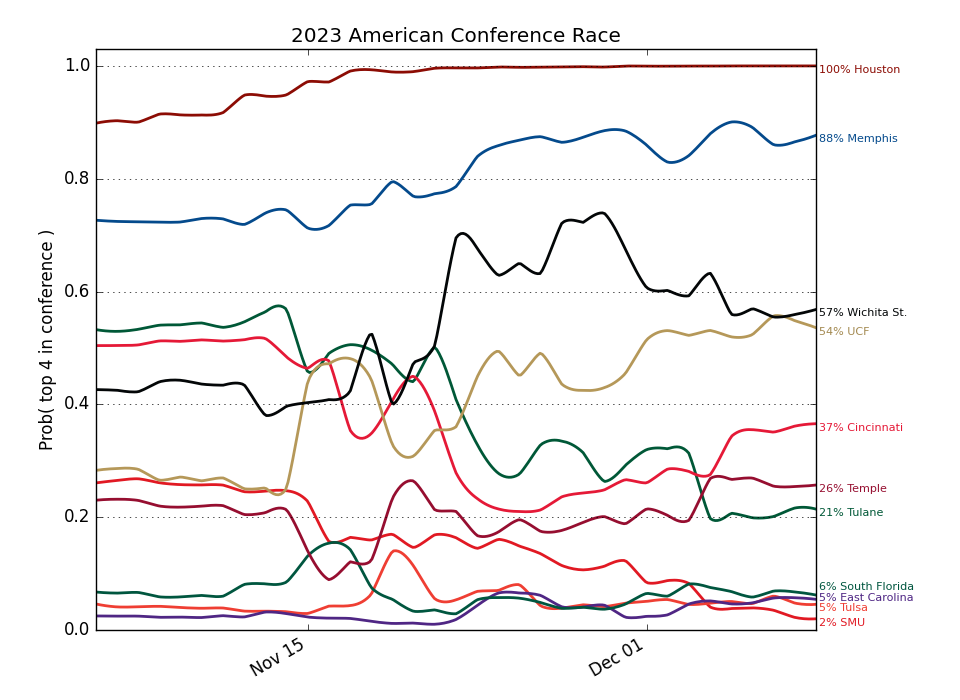 2023 American Conference Race
Prob( top 4 in conference )
1.0
0.8
0.6
0.4
0.2
0.0
Nov 15
Dec 01
100% Houston
88% Memphis
57% Wichita St.
54% UCF
37% Cincinnati
26% Temple
21% Tulane
6% South Florida
5% East Carolina
5% Tulsa
2% SMU